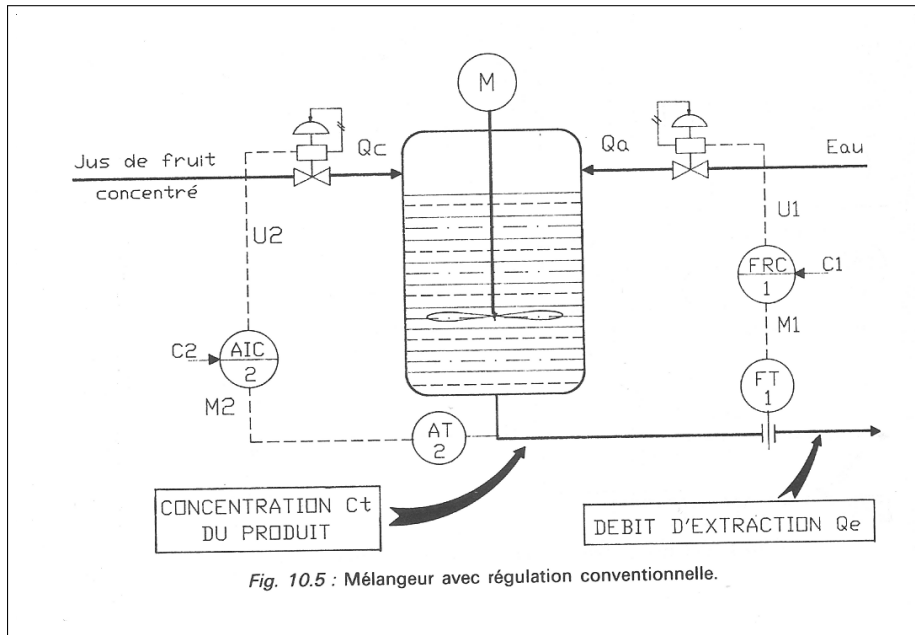 M
Qc
Qa
Jus de fruit
concentré
Eau
U2
U1
FRC
1
C1
C2
AIC
2
M1
M2
FT
1
AT
2
CONCENTRATION Ct
DU PRODUIT
DEBIT D'EXTRACTION Qe
Fig. 10.5 : Mélangeur avec régulation conventionnelle.